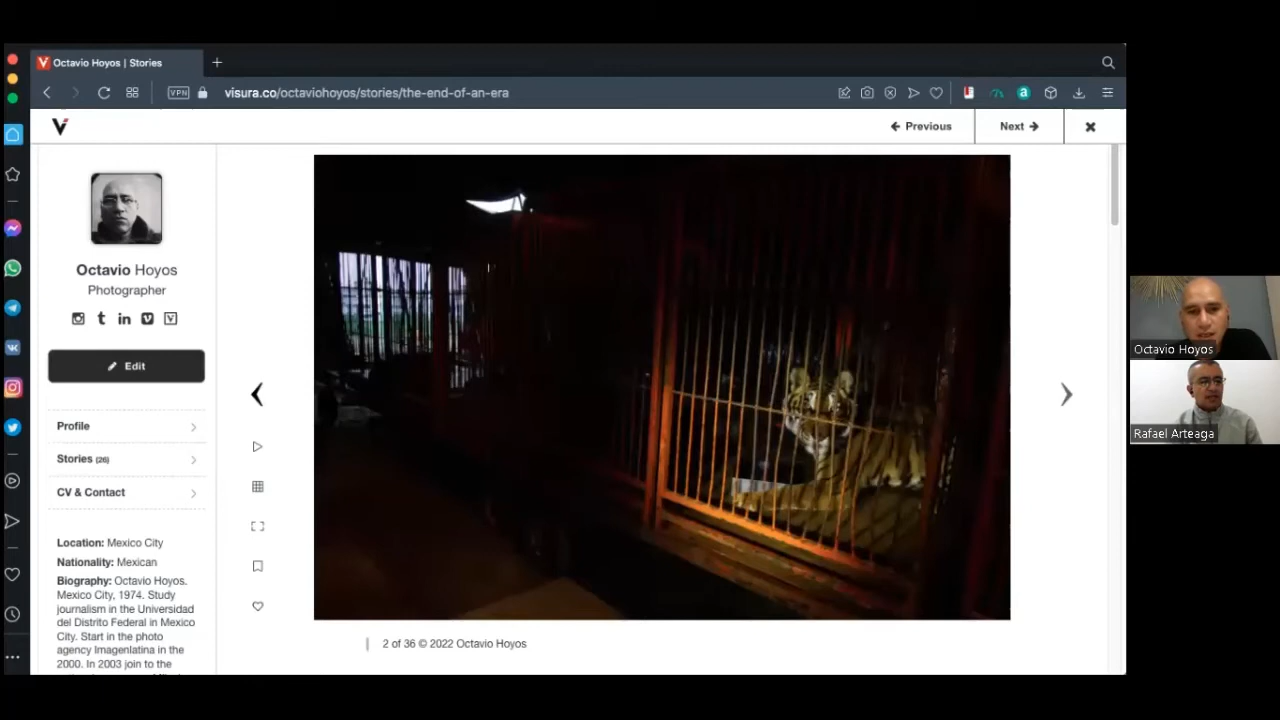 Octavio Hoyos | Stories
VPN
visura.co/octaviohoyos/stories/the-end-of-an-era
Previous
Next
Octavio Hoyos
Photographer
Edit
Profile
Stories (26)
CV & Contact
Location: Mexico City
Nationality: Mexican
Biography: Octavio Hoyos.
Mexico City, 1974. Study
journalism in the Universidad
del Distrito Federal in Mexico
City. Start in the photo
agency Imagenlatina in the
2000. In 2003 join to the
2 of 36 © 2022 Octavio Hoyos
Octavio Hoyos
Rafael Arteaga